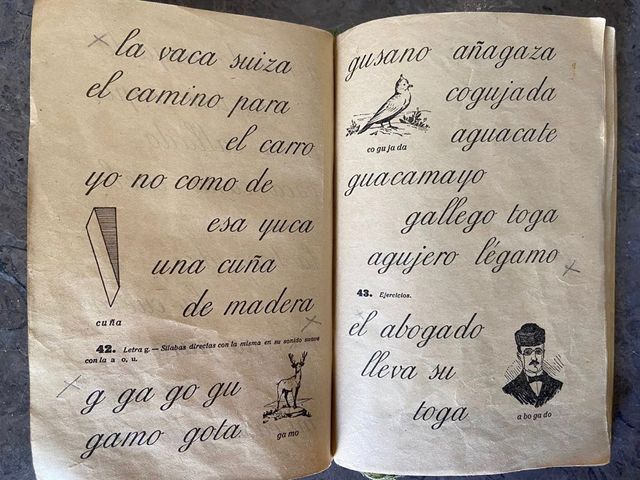 la vaca suiza
el camino para
el carro
yo no como de
esa yuca
una cuña
de madera
cuña
42. Letra g.—Sílabas directas con la misma en su sonido suave
con la a o, u.
g ga go gu
gamo gota
ga mo
gusano añagaza
cogujada
co gu ja da
aguacate
guacamayo
gallego toga
agujero légamo
43. Ejercicios.
el abogado
lleva su
toga
a bo ga do